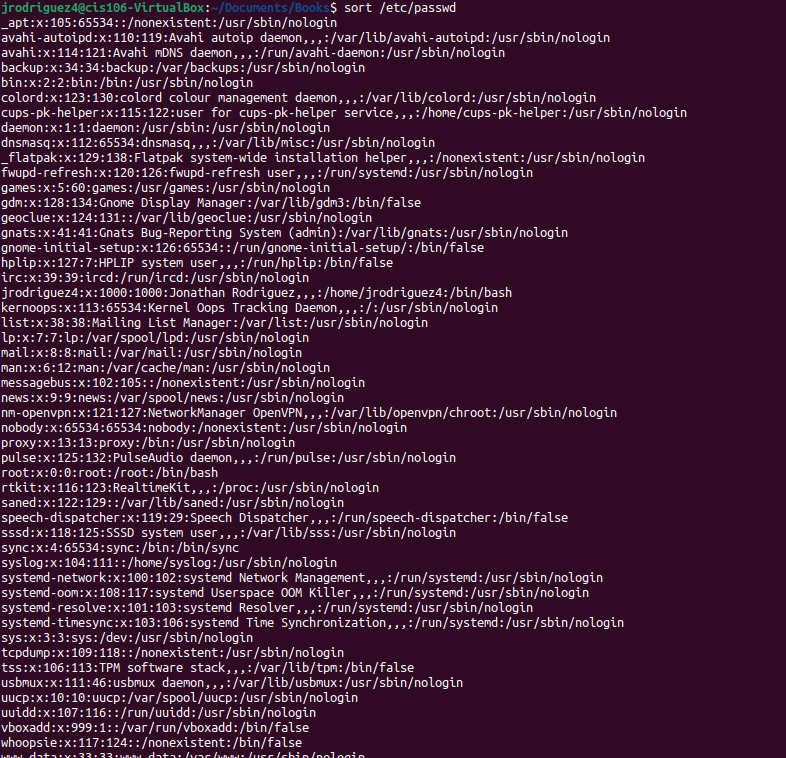 jrodriguez4@cis106-VirtualBox:~/Documents/Books$ sort /etc/passwd
_apt:x:105:65534::/nonexistent:/usr/sbin/nologin
avahi-autoipd:x:110:119:Avahi autoip daemon,,,:/var/lib/avahi-autoipd:/usr/sbin/nologin
avahi:x:114:121:Avahi mDNS daemon,,,:/run/avahi-daemon:/usr/sbin/nologin
backup:x:34:34:backup:/var/backups:/usr/sbin/nologin
bin:x:2:2:bin:/bin:/usr/sbin/nologin
colord:x:123:130:colord colour management daemon,,,:/var/lib/colord:/usr/sbin/nologin
cups-pk-helper:x:115:122:user for cups-pk-helper service,,,:/home/cups-pk-helper:/usr/sbin/nologin
daemon:x:1:1:daemon:/usr/sbin:/usr/sbin/nologin
dnsmasq:x:112:65534:dnsmasq,,,:/var/lib/misc:/usr/sbin/nologin
_flatpak:x:129:138:Flatpak system-wide installation helper,,,:/nonexistent:/usr/sbin/nologin
fwupd-refresh:x:120:126:fwupd-refresh user,,,:/run/systemd:/usr/sbin/nologin
games:x:5:60:games:/usr/games:/usr/sbin/nologin
gdm:x:128:134:Gnome Display Manager:/var/lib/gdm3:/bin/false
geoclue:x:124:131::/var/lib/geoclue:/usr/sbin/nologin
gnats:x:41:41:Gnats Bug-Reporting System (admin):/var/lib/gnats:/usr/sbin/nologin
gnome-initial-setup:x:126:65534::/run/gnome-initial-setup/:/bin/false
hplip:x:127:7:HPLIP system user,,,:/run/hplip:/bin/false
irc:x:39:39:ircd:/run/ircd:/usr/sbin/nologin
jrodriguez4:x:1000:1000:Jonathan Rodriguez,,,:/home/jrodriguez4:/bin/bash
kernoops:x:113:65534:Kernel Oops Tracking Daemon,,,:/:/usr/sbin/nologin
list:x:38:38:Mailing List Manager:/var/list:/usr/sbin/nologin
lp:x:7:7:lp:/var/spool/lpd:/usr/sbin/nologin
mail:x:8:8:mail:/var/mail:/usr/sbin/nologin
man:x:6:12:man:/var/cache/man:/usr/sbin/nologin
messagebus:x:102:105::/nonexistent:/usr/sbin/nologin
news:x:9:9:news:/var/spool/news:/usr/sbin/nologin
nm-openvpn:x:121:127:NetworkManager OpenVPN,,,:/var/lib/openvpn/chroot:/usr/sbin/nologin
nobody:x:65534:65534:nobody:/nonexistent:/usr/sbin/nologin
proxy:x:13:13:proxy:/bin:/usr/sbin/nologin
pulse:x:125:132:PulseAudio daemon,,,:/run/pulse:/usr/sbin/nologin
root:x:0:0:root:/root:/bin/bash
rtkit:x:116:123:RealtimeKit,,,:/proc:/usr/sbin/nologin
saned:x:122:129::/var/lib/saned:/usr/sbin/nologin
speech-dispatcher:x:119:29:Speech Dispatcher,,,:/run/speech-dispatcher:/bin/false
sssd:x:118:125:SSSD system user,,,:/var/lib/sss:/usr/sbin/nologin
sync:x:4:65534:sync:/bin:/bin/sync
syslog:x:104:111::/home/syslog:/usr/sbin/nologin
systemd-network:x:100:102:systemd Network Management,,,:/run/systemd:/usr/sbin/nologin
systemd-oom:x:108:117:systemd Userspace OOM Killer,,,:/run/systemd:/usr/sbin/nologin
systemd-resolve:x:101:103:systemd Resolver,,,:/run/systemd:/usr/sbin/nologin
systemd-timesync:x:103:106:systemd Time Synchronization,,,:/run/systemd:/usr/sbin/nologin
sys:x:3:3:sys:/dev:/usr/sbin/nologin
tcpdump:x:109:118::/nonexistent:/usr/sbin/nologin
tss:x:106:113:TPM software stack,,,:/var/lib/tpm:/bin/false
usbmux:x:111:46:usbmux daemon,,,:/var/lib/usbmux:/usr/sbin/nologin
uucp:x:10:10:uucp:/var/spool/uucp:/usr/sbin/nologin
uuidd:x:107:116::/run/uuidd:/usr/sbin/nologin
vboxadd:x:999:1::/var/run/vboxadd:/bin/false
whoopsie:x:117:124::/nonexistent:/bin/false
www-data:x:33:33:www-data:/var/www:/usr/sbin/nologin